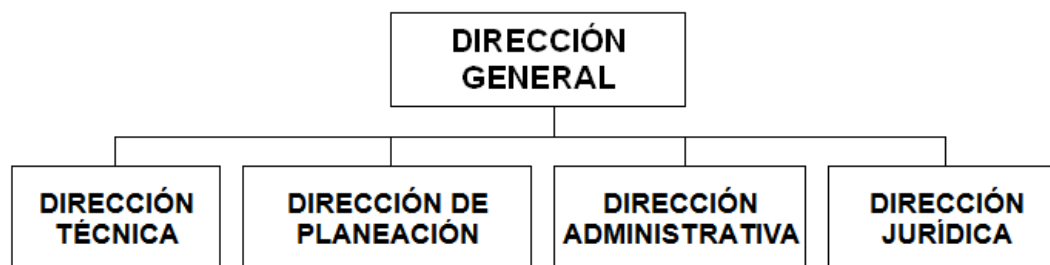 DIRECCIÓN
GENERAL
DIRECCIÓN
TÉCNICA
DIRECCIÓN DE
PLANEACIÓN
DIRECCIÓN
ADMINISTRATIVA
DIRECCIÓN
JURÍDICA